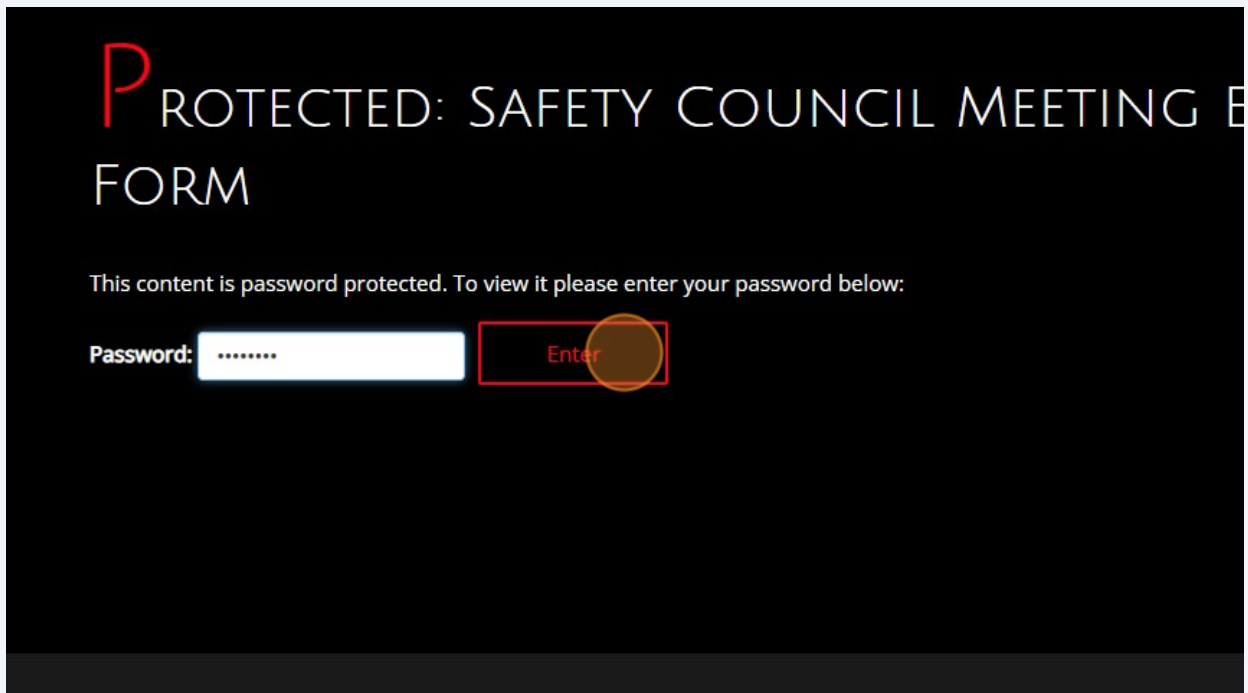 Protected: Safety Council Meeting
Form
This content is password protected. To view it please enter your password below:
Password: ········ Enter